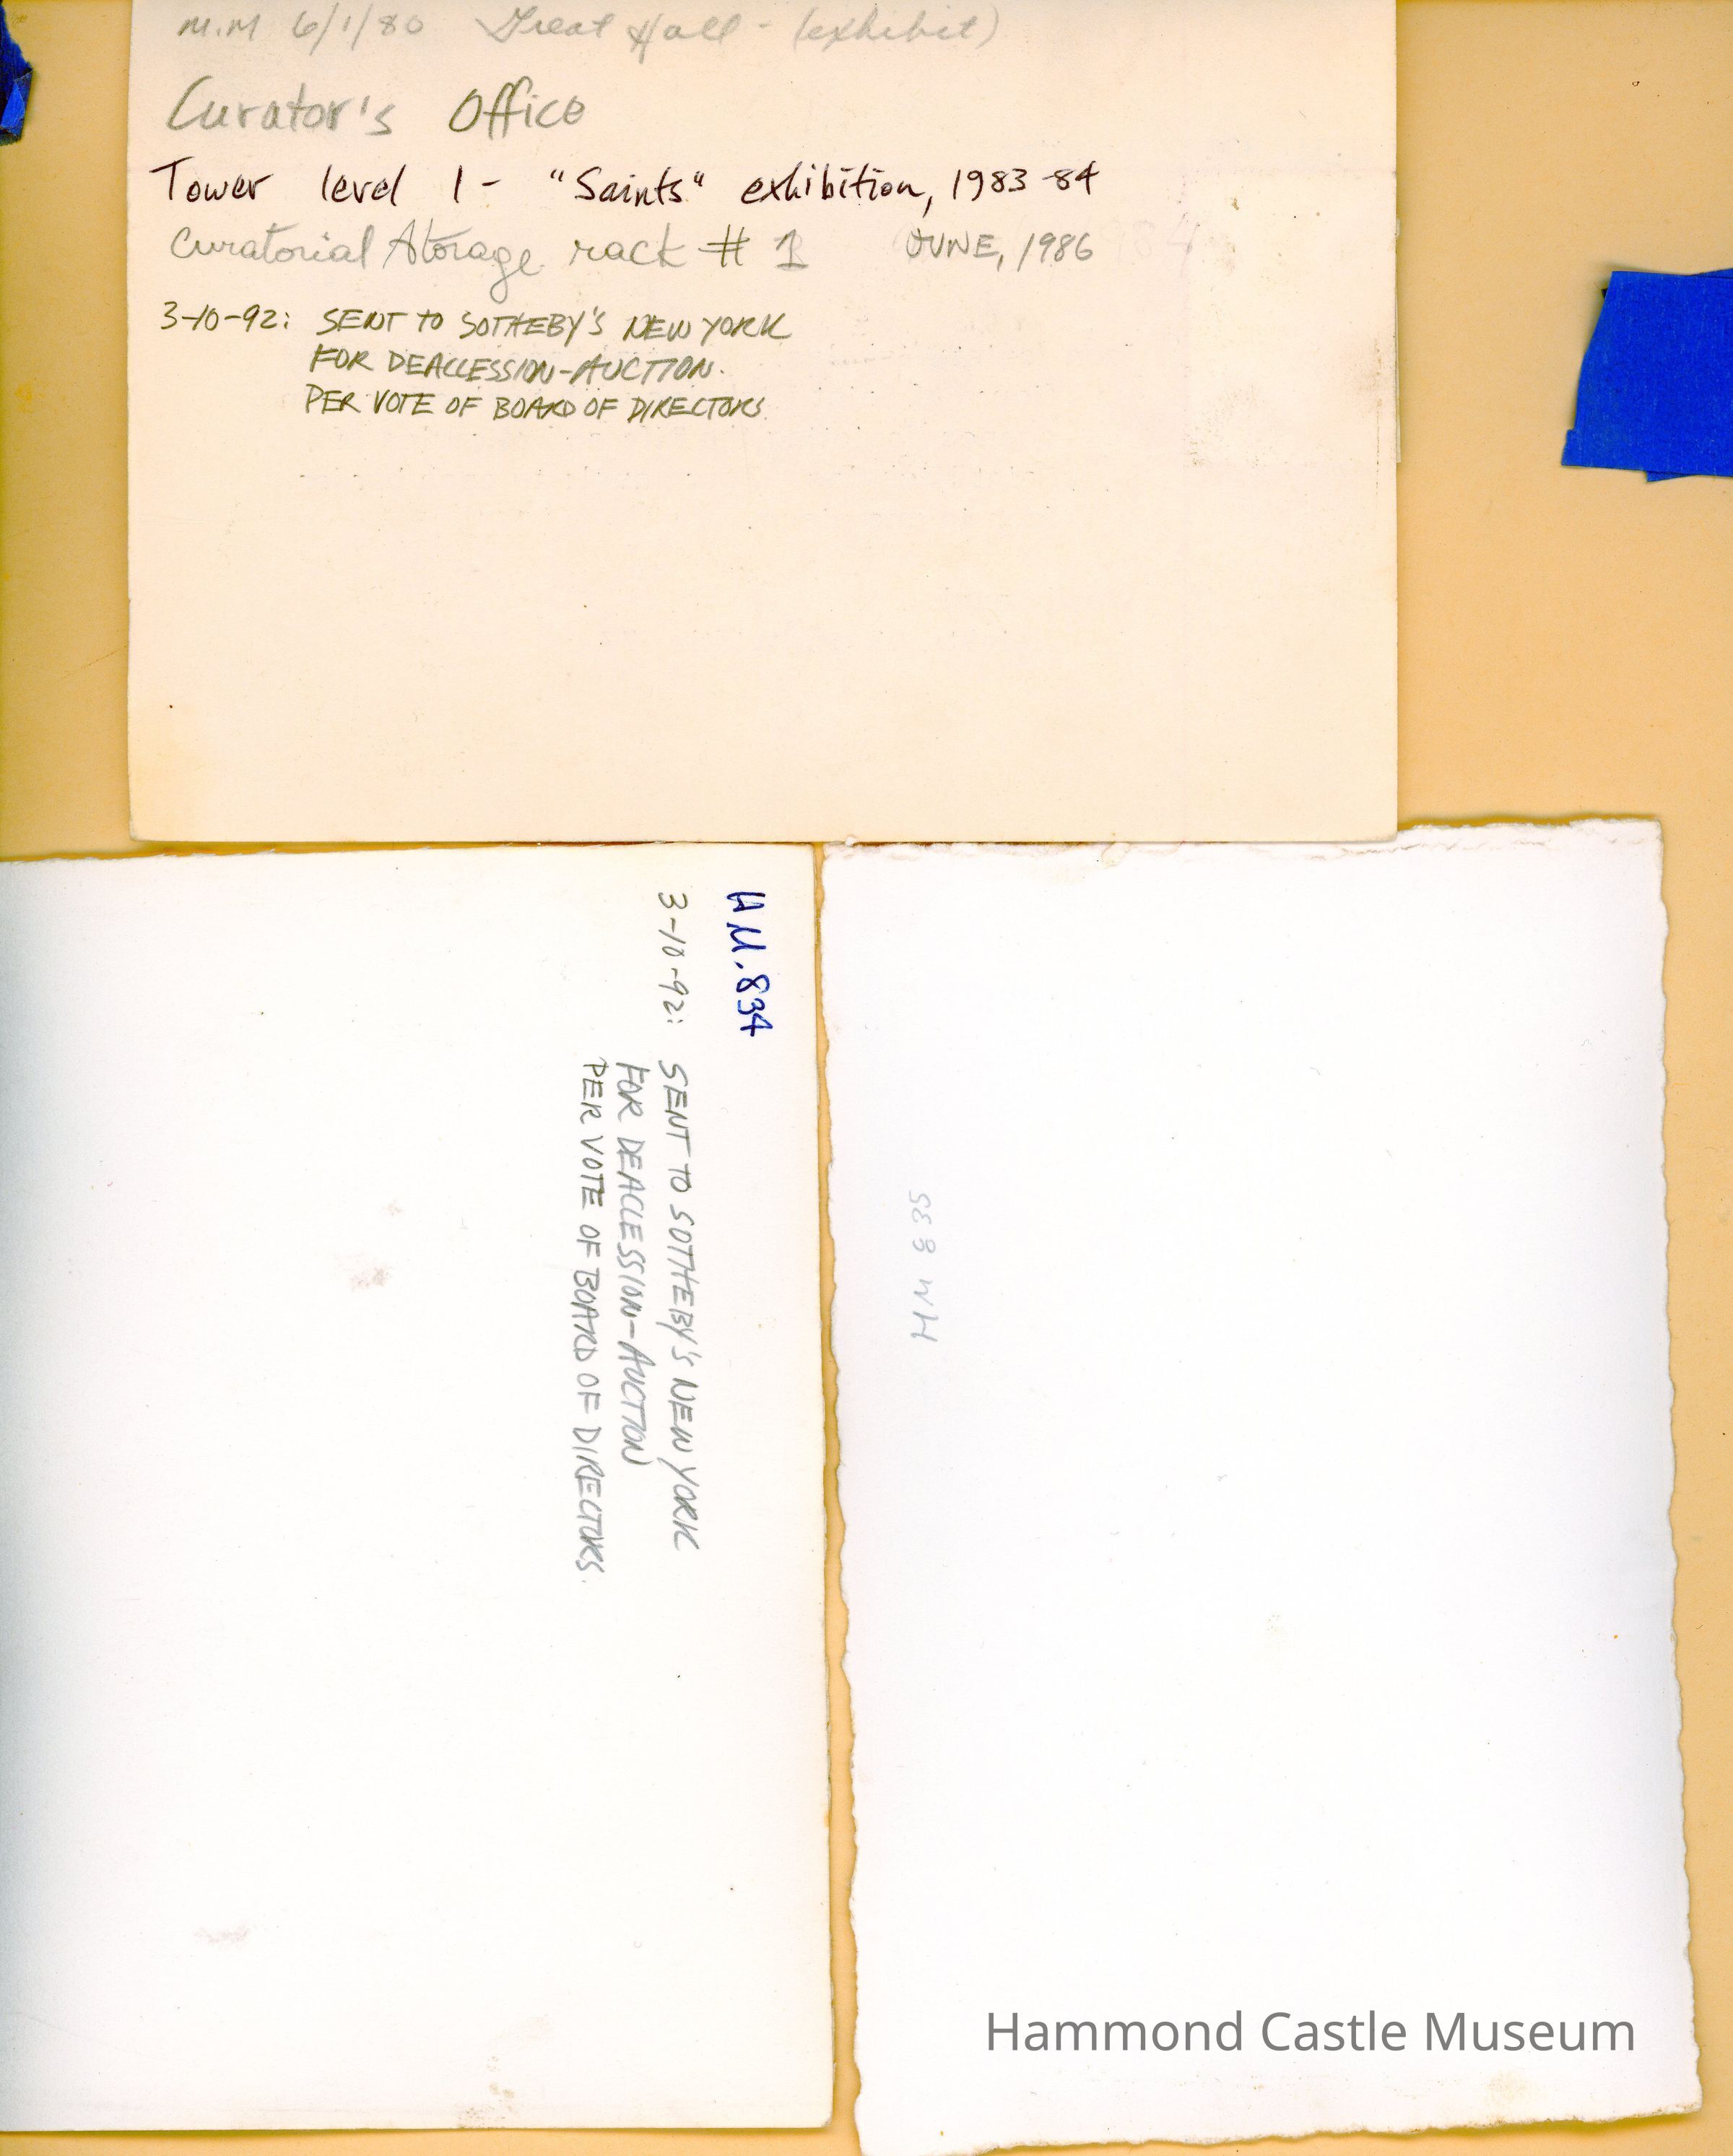 M.M 6/1/80 Great Hall - (exhibit)
Curator's Office
Tower level 1 - "Saints" exhibition, 1983-84
Curatorial Storage rack # 1 JUNE, 1986
3-10-92: SENT TO SOTHEBY'S NEW YORK
FOR DEACCESSION-AUCTION.
PER VOTE OF BOARD OF DIRECTORS
HM.834
3-10-92: SENT TO SOTHEBY'S NEW YORK
FOR DEACCESSION-AUCTION
PER VOTE OF BOARD OF DIRECTORS.
HM 835
Hammond Castle Museum